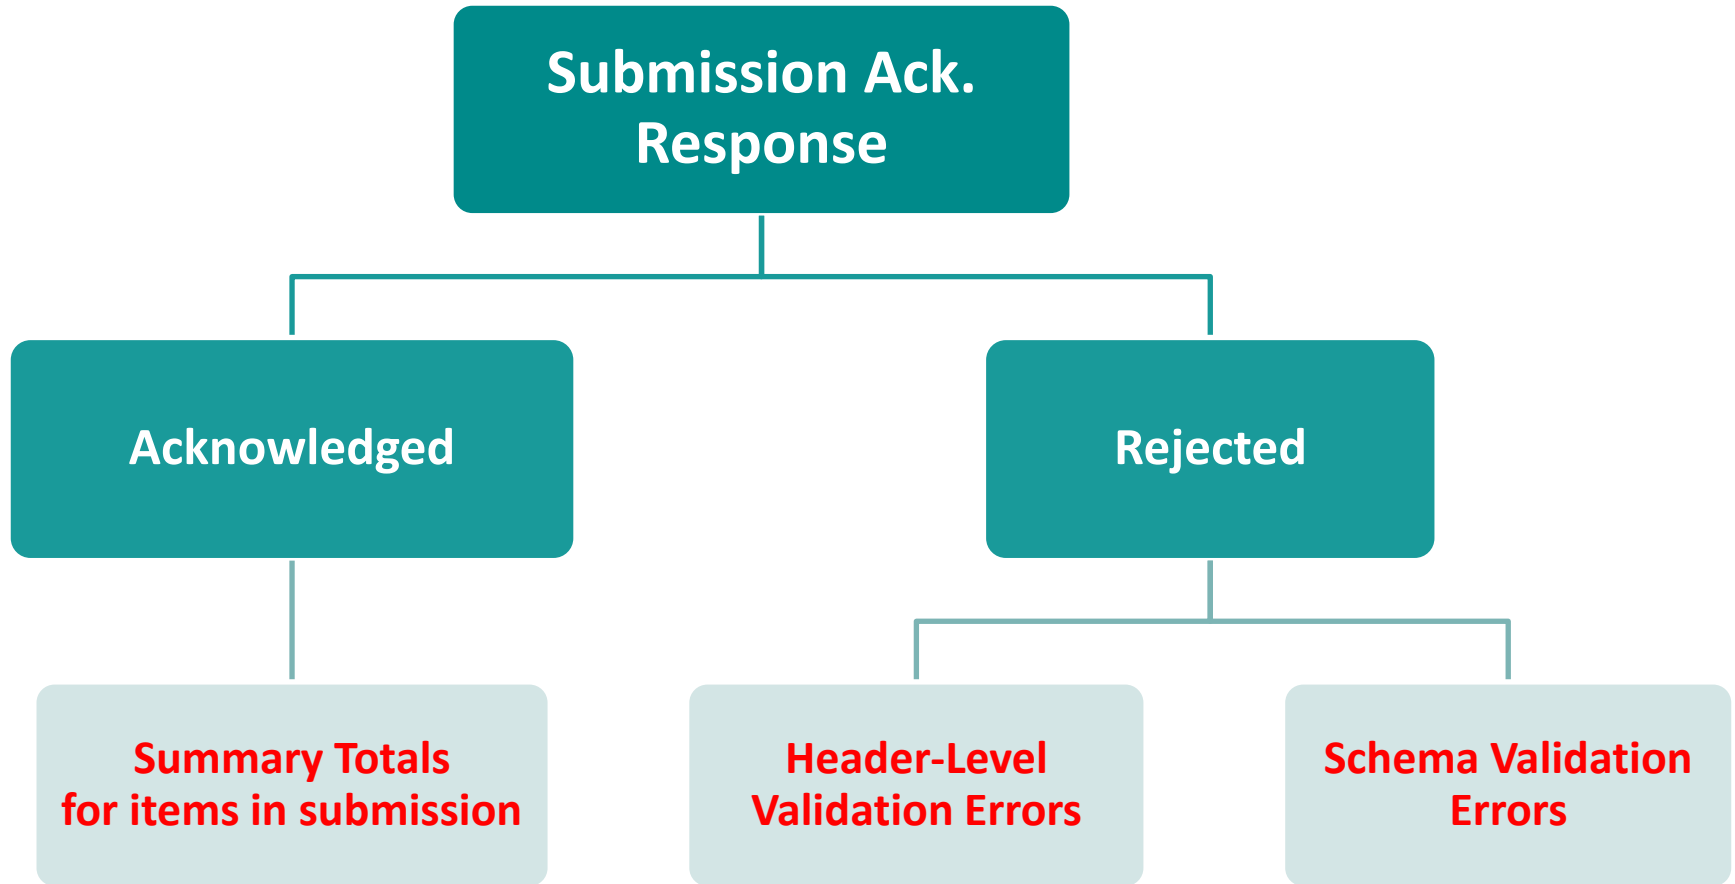 Submission Ack.
Response
Acknowledged
Rejected
Summary Totals
for items in submission
Header-Level
Validation Errors
Schema Validation
Errors